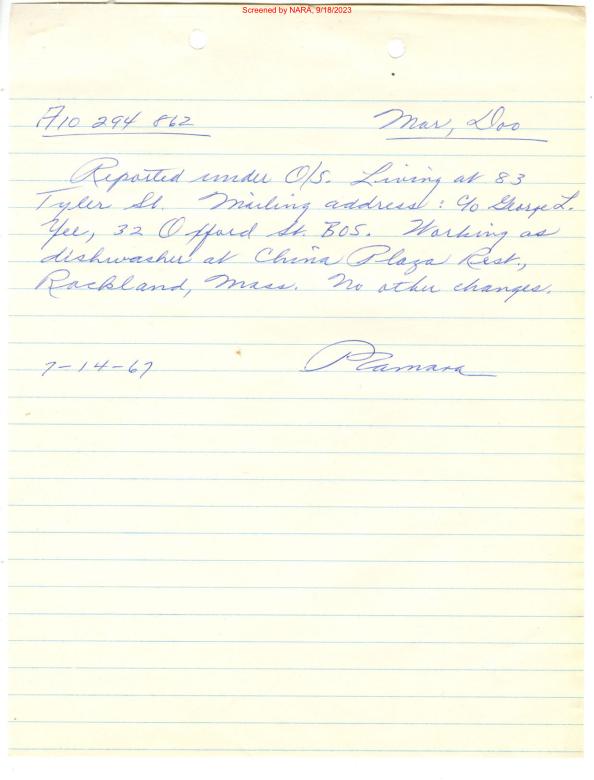 Screened by NARA, 9/18/2023
A10 294 862
Mar, Doo
Reported under O/S. Living at 83
Tyler St. Mailing address: c/o George L.
Yee, 32 Offord St. BOS. Working as
dishwasher at China Plaza Rest.,
Rockland, Mass. No other changes.
7-14-67